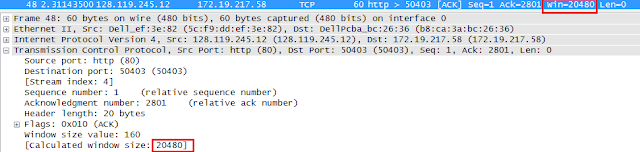 48 2.31143500 128.119.245.12 172.19.217.58 TCP 60 http > 50403 [ACK] Seq=1 Ack=2801 Win=20480 Len=0
Frame 48: 60 bytes on wire (480 bits), 60 bytes captured (480 bits) on interface 0
Ethernet II, Src: Dell_ef:3e:82 (5c:f9:dd:ef:3e:82), Dst: DellPcba_bc:26:36 (b8:ca:3a:bc:26:36)
Internet Protocol Version 4, Src: 128.119.245.12 (128.119.245.12), Dst: 172.19.217.58 (172.19.217.58)
Transmission Control Protocol, Src Port: http (80), Dst Port: 50403 (50403), Seq: 1, Ack: 2801, Len: 0
Source port: http (80)
Destination port: 50403 (50403)
[Stream index: 4]
Sequence number: 1 (relative sequence number)
Acknowledgment number: 2801 (relative ack number)
Header length: 20 bytes
Flags: 0x010 (ACK)
Window size value: 160
[Calculated window size: 20480]